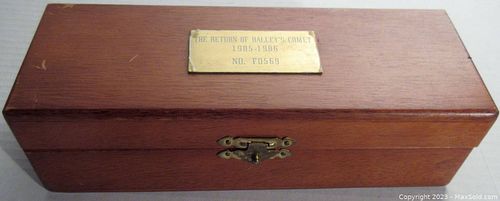 THE RETURN OF HALLEY'S COMET
1985-1986
NO. F0569
Copyright 2023 - MaxSold.com